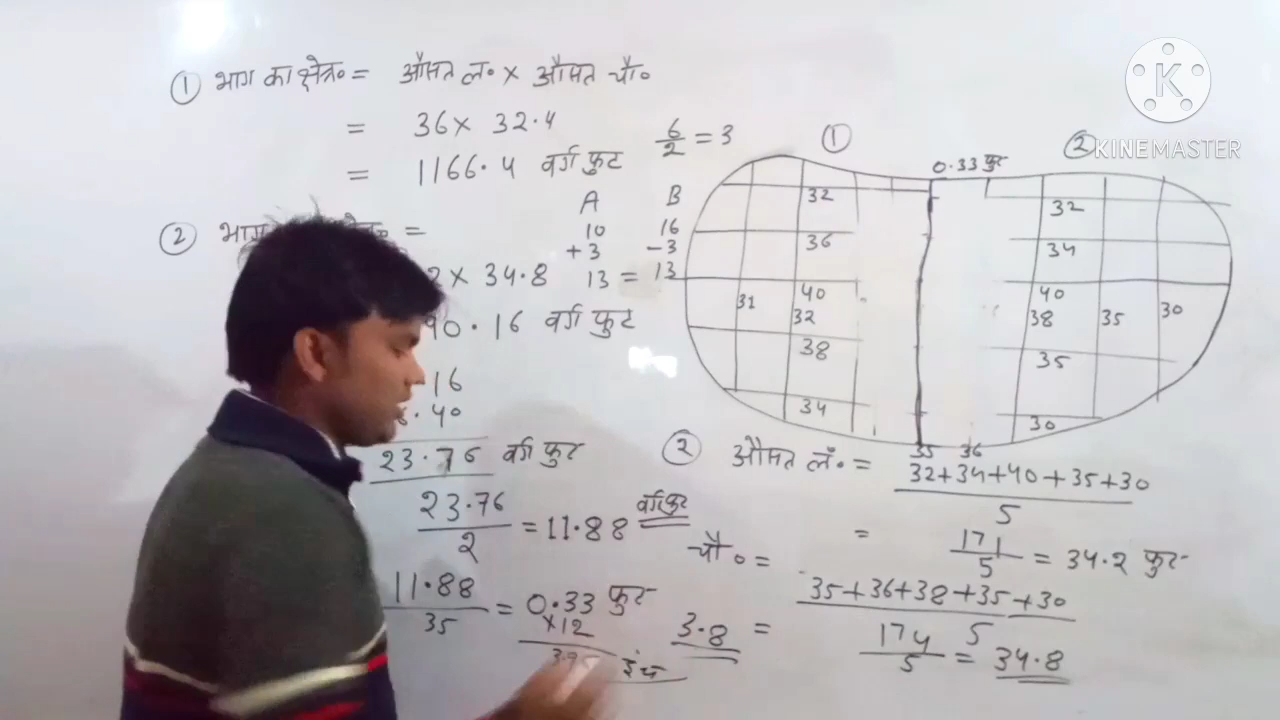 ① भाग का क्षेत्र० = औसत ल० × औसत चौ०
= 36 × 32.4
= 1166.4 वर्ग फुट
6/2 = 3
A B
10 16
+3 -3
13 = 13
② भाग =
2 × 34.8
90.16 वर्ग फुट
16
.40
23.76 वर्ग फुट
23.76/2 = 11.88 वर्ग फुट
11.88/35 = 0.33 फुट
×12
इंच
3.8
① ②
0.33 फुट
K
KINEMASTER
32 32
36 34
40 40
31 32 38 35 30
38 35
34 30
35 36
② औसत लं० = 32+34+40+35+30
5
= 171/5 = 34.2 फुट
चौ० = 35+36+38+35+30
5
= 174/5 = 34.8